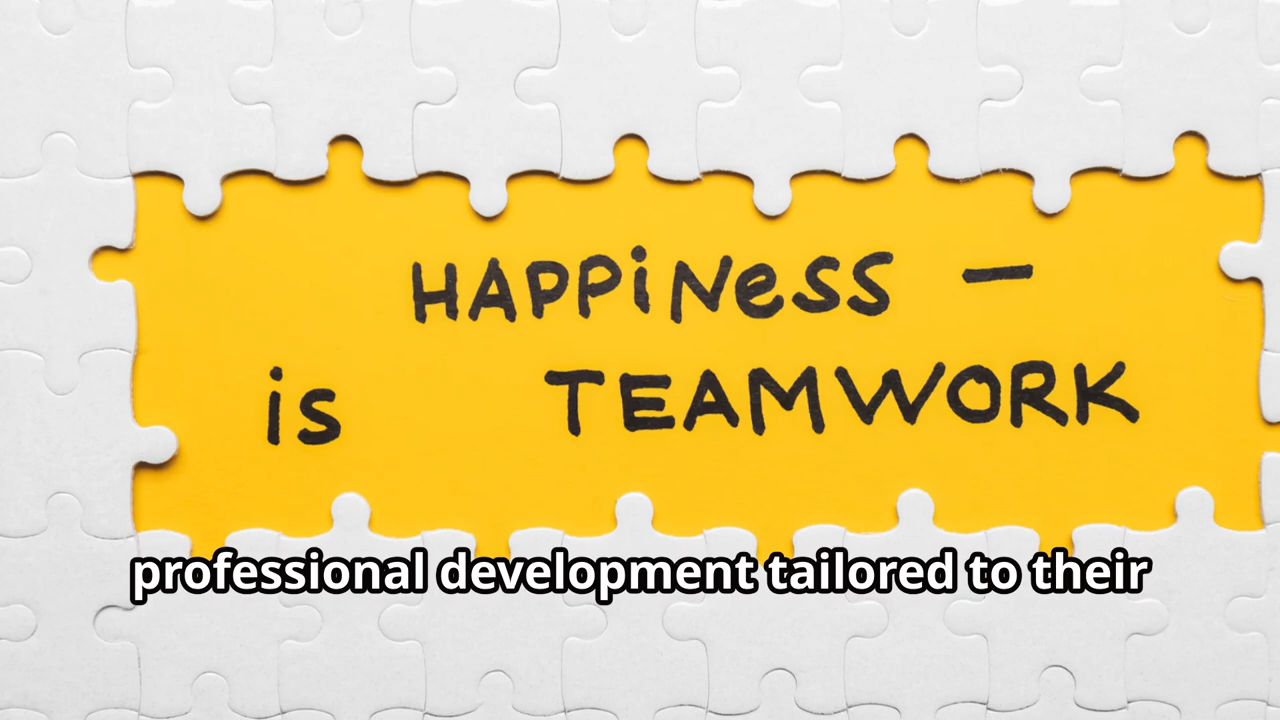 HAPPiNeSS –
is TEAMWORK
professional development tailored to their